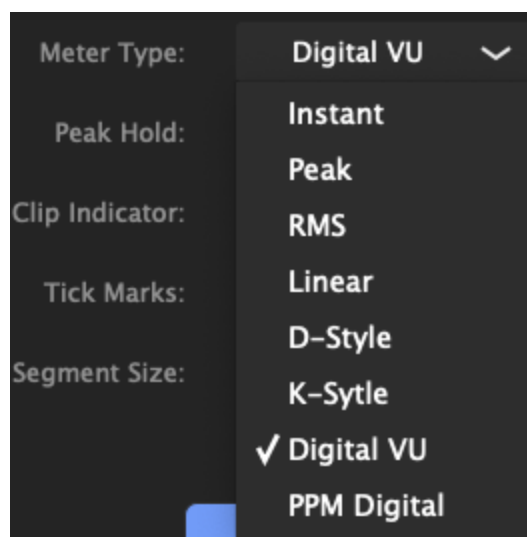 Meter Type: Digital VU
Instant
Peak Hold:
Peak
Clip Indicator:
RMS
Tick Marks:
Linear
D-Style
Segment Size:
K-Sytle
Digital VU
PPM Digital